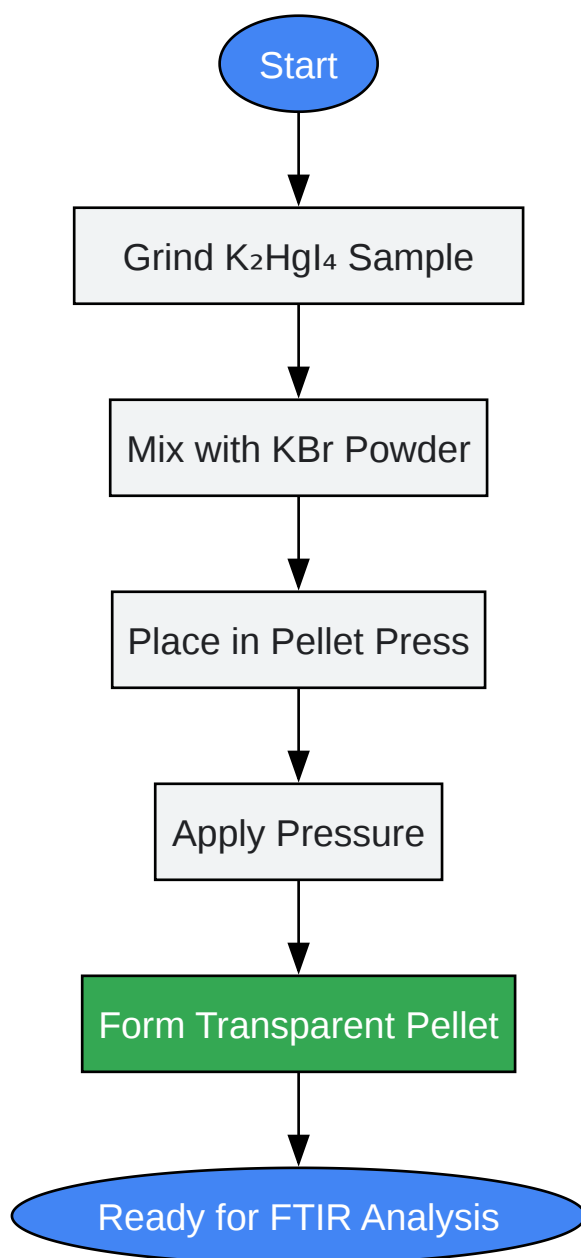 Start
Grind K₂HgI₄ Sample
Mix with KBr Powder
Place in Pellet Press
Apply Pressure
Form Transparent Pellet
Ready for FTIR Analysis